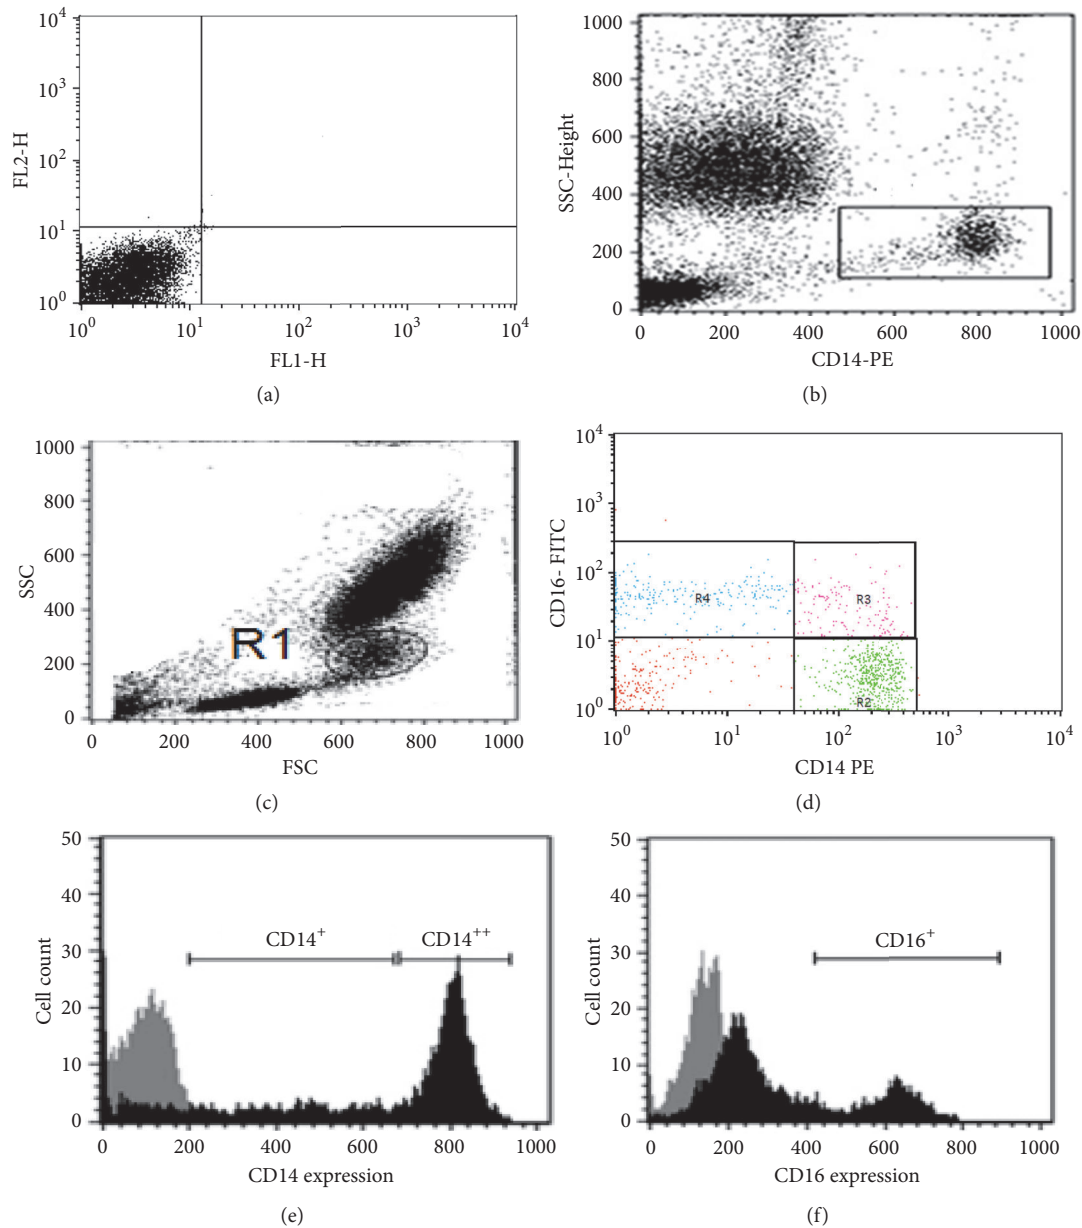 10^4
10^3
10^2
10^1
10^0
FL2-H
10^0 10^1 10^2 10^3 10^4
FL1-H
(a)
1000
800
600
400
200
0
SSC-Height
0 200 400 600 800 1000
CD14-PE
(b)
1000
800
600
400
200
0
SSC
R1
0 200 400 600 800 1000
FSC
(c)
10^4
10^3
10^2
10^1
10^0
CD16- FITC
R4 R3
R2
10^0 10^1 10^2 10^3 10^4
CD14 PE
(d)
50
40
30
20
10
0
Cell count
CD14^+ CD14^++
0 200 400 600 800 1000
CD14 expression
(e)
50
40
30
20
10
0
Cell count
CD16^+
0 200 400 600 800 1000
CD16 expression
(f)